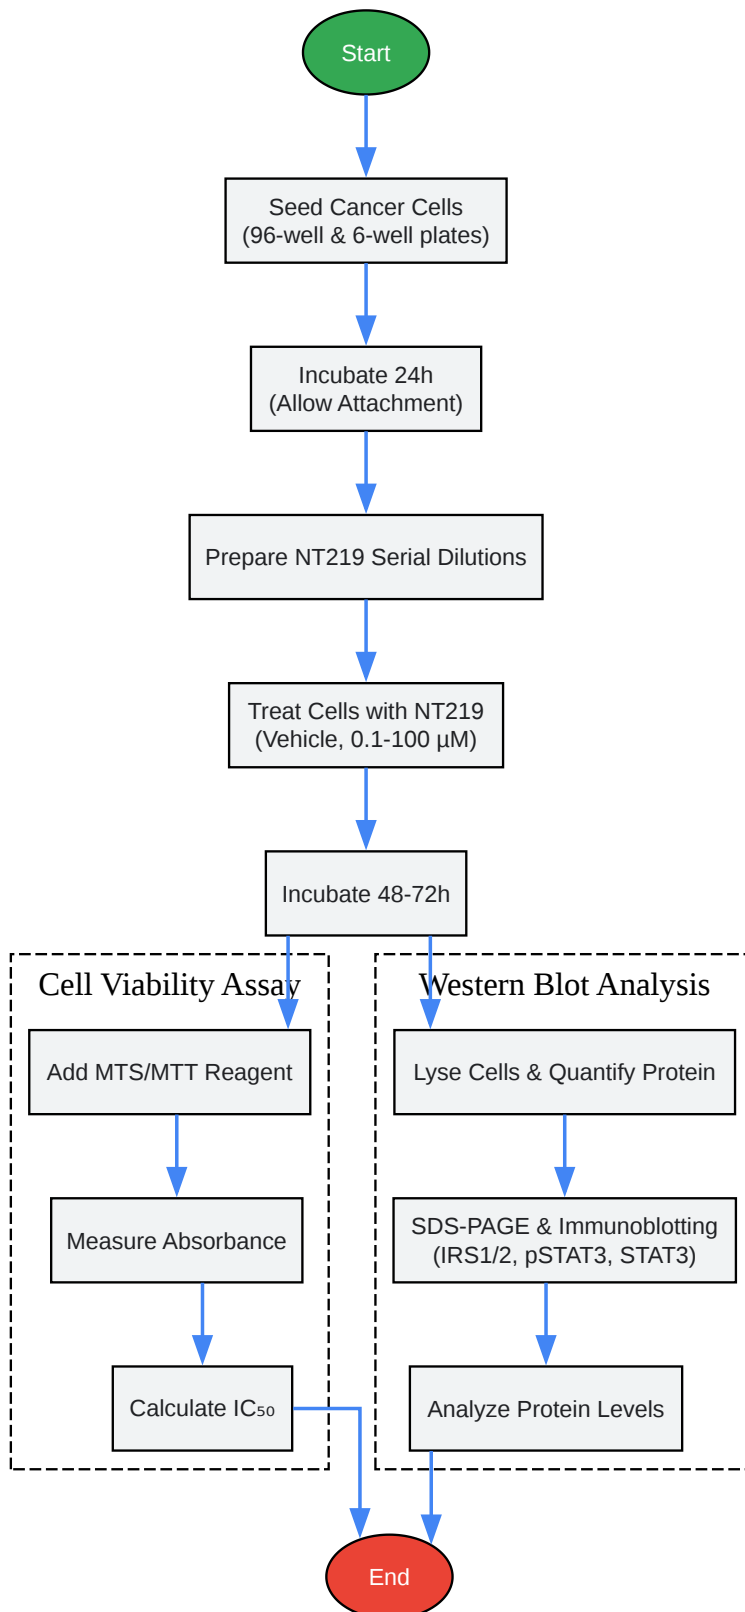 Start
Seed Cancer Cells
(96-well & 6-well plates)
Incubate 24h
(Allow Attachment)
Prepare NT219 Serial Dilutions
Treat Cells with NT219
(Vehicle, 0.1-100 µM)
Incubate 48-72h
Cell Viability Assay
Add MTS/MTT Reagent
Measure Absorbance
Calculate IC₅₀
Western Blot Analysis
Lyse Cells & Quantify Protein
SDS-PAGE & Immunoblotting
(IRS1/2, pSTAT3, STAT3)
Analyze Protein Levels
End